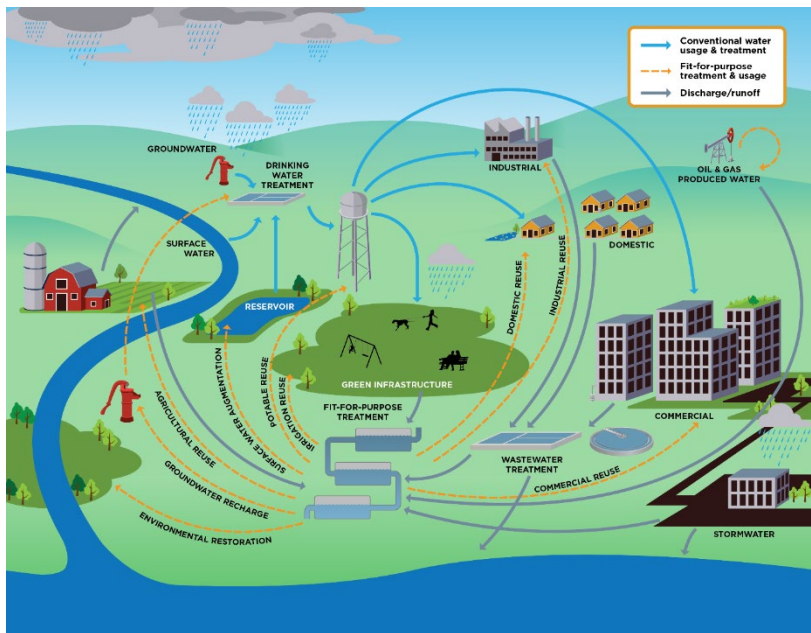 Conventional water
usage & treatment
Fit-for-purpose
treatment & usage
Discharge/runoff
GROUNDWATER
DRINKING
WATER
TREATMENT
INDUSTRIAL
OIL & GAS
PRODUCED WATER
SURFACE
WATER
DOMESTIC
RESERVOIR
DOMESTIC REUSE
INDUSTRIAL REUSE
GREEN INFRASTRUCTURE
FIT-FOR-PURPOSE
TREATMENT
COMMERCIAL
AGRICULTURAL REUSE
SURFACE WATER AUGMENTATION
POTABLE REUSE
IRRIGATION REUSE
WASTEWATER
TREATMENT
COMMERCIAL REUSE
GROUNDWATER RECHARGE
ENVIRONMENTAL RESTORATION
STORMWATER